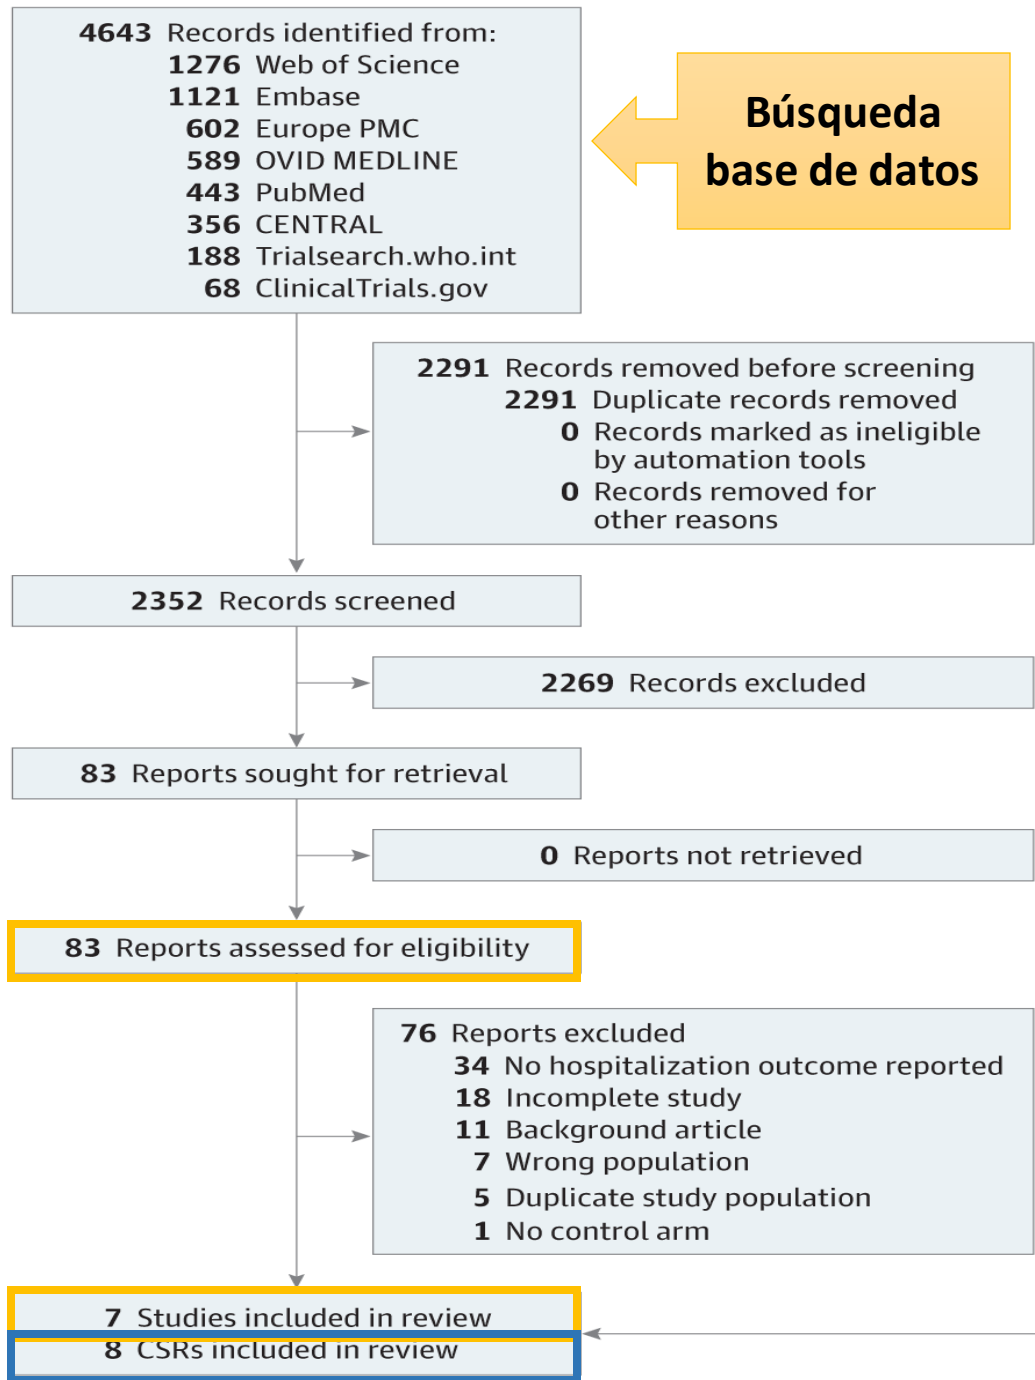 4643 Records identified from:
1276 Web of Science
1121 Embase
602 Europe PMC
589 OVID MEDLINE
443 PubMed
356 CENTRAL
188 Trialsearch.who.int
68 ClinicalTrials.gov
Búsqueda
base de datos
2291 Records removed before screening
2291 Duplicate records removed
0 Records marked as ineligible
by automation tools
0 Records removed for
other reasons
2352 Records screened
2269 Records excluded
83 Reports sought for retrieval
0 Reports not retrieved
83 Reports assessed for eligibility
76 Reports excluded
34 No hospitalization outcome reported
18 Incomplete study
11 Background article
7 Wrong population
5 Duplicate study population
1 No control arm
7 Studies included in review
8 CSRs included in review